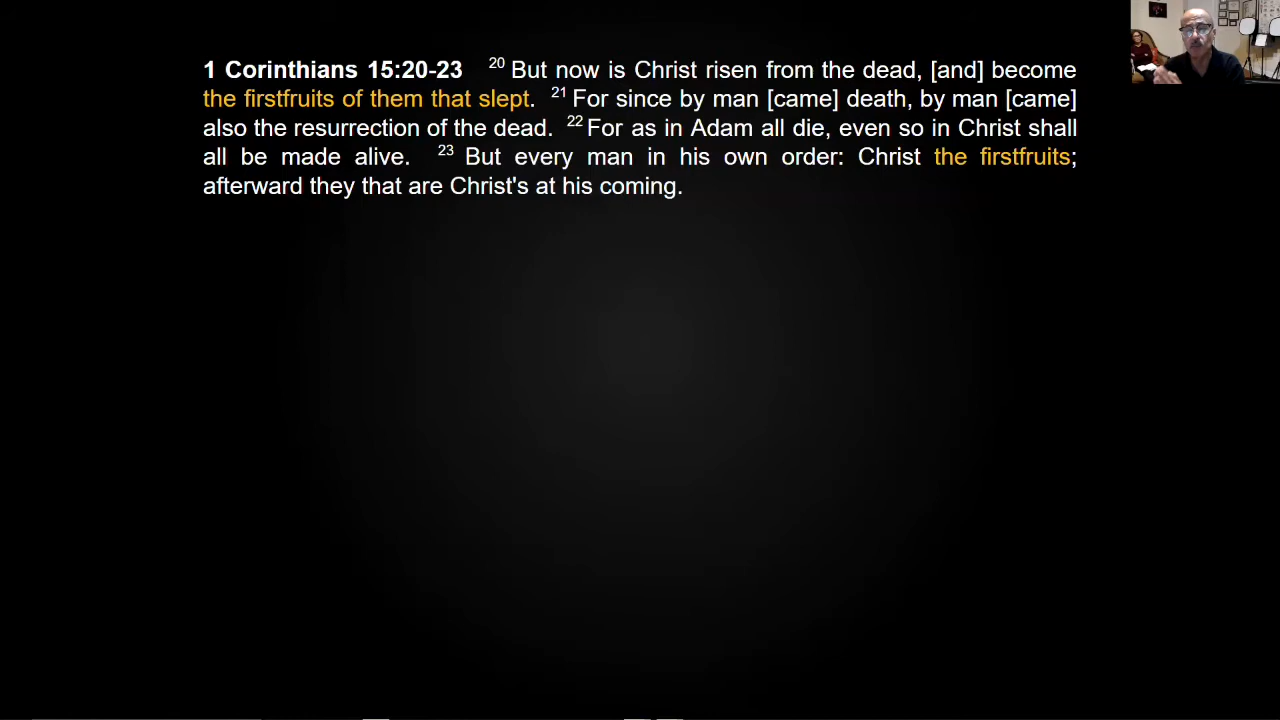 1 Corinthians 15:20-23 20 But now is Christ risen from the dead, [and] become
the firstfruits of them that slept. 21 For since by man [came] death, by man [came]
also the resurrection of the dead. 22 For as in Adam all die, even so in Christ shall
all be made alive. 23 But every man in his own order: Christ the firstfruits;
afterward they that are Christ's at his coming.